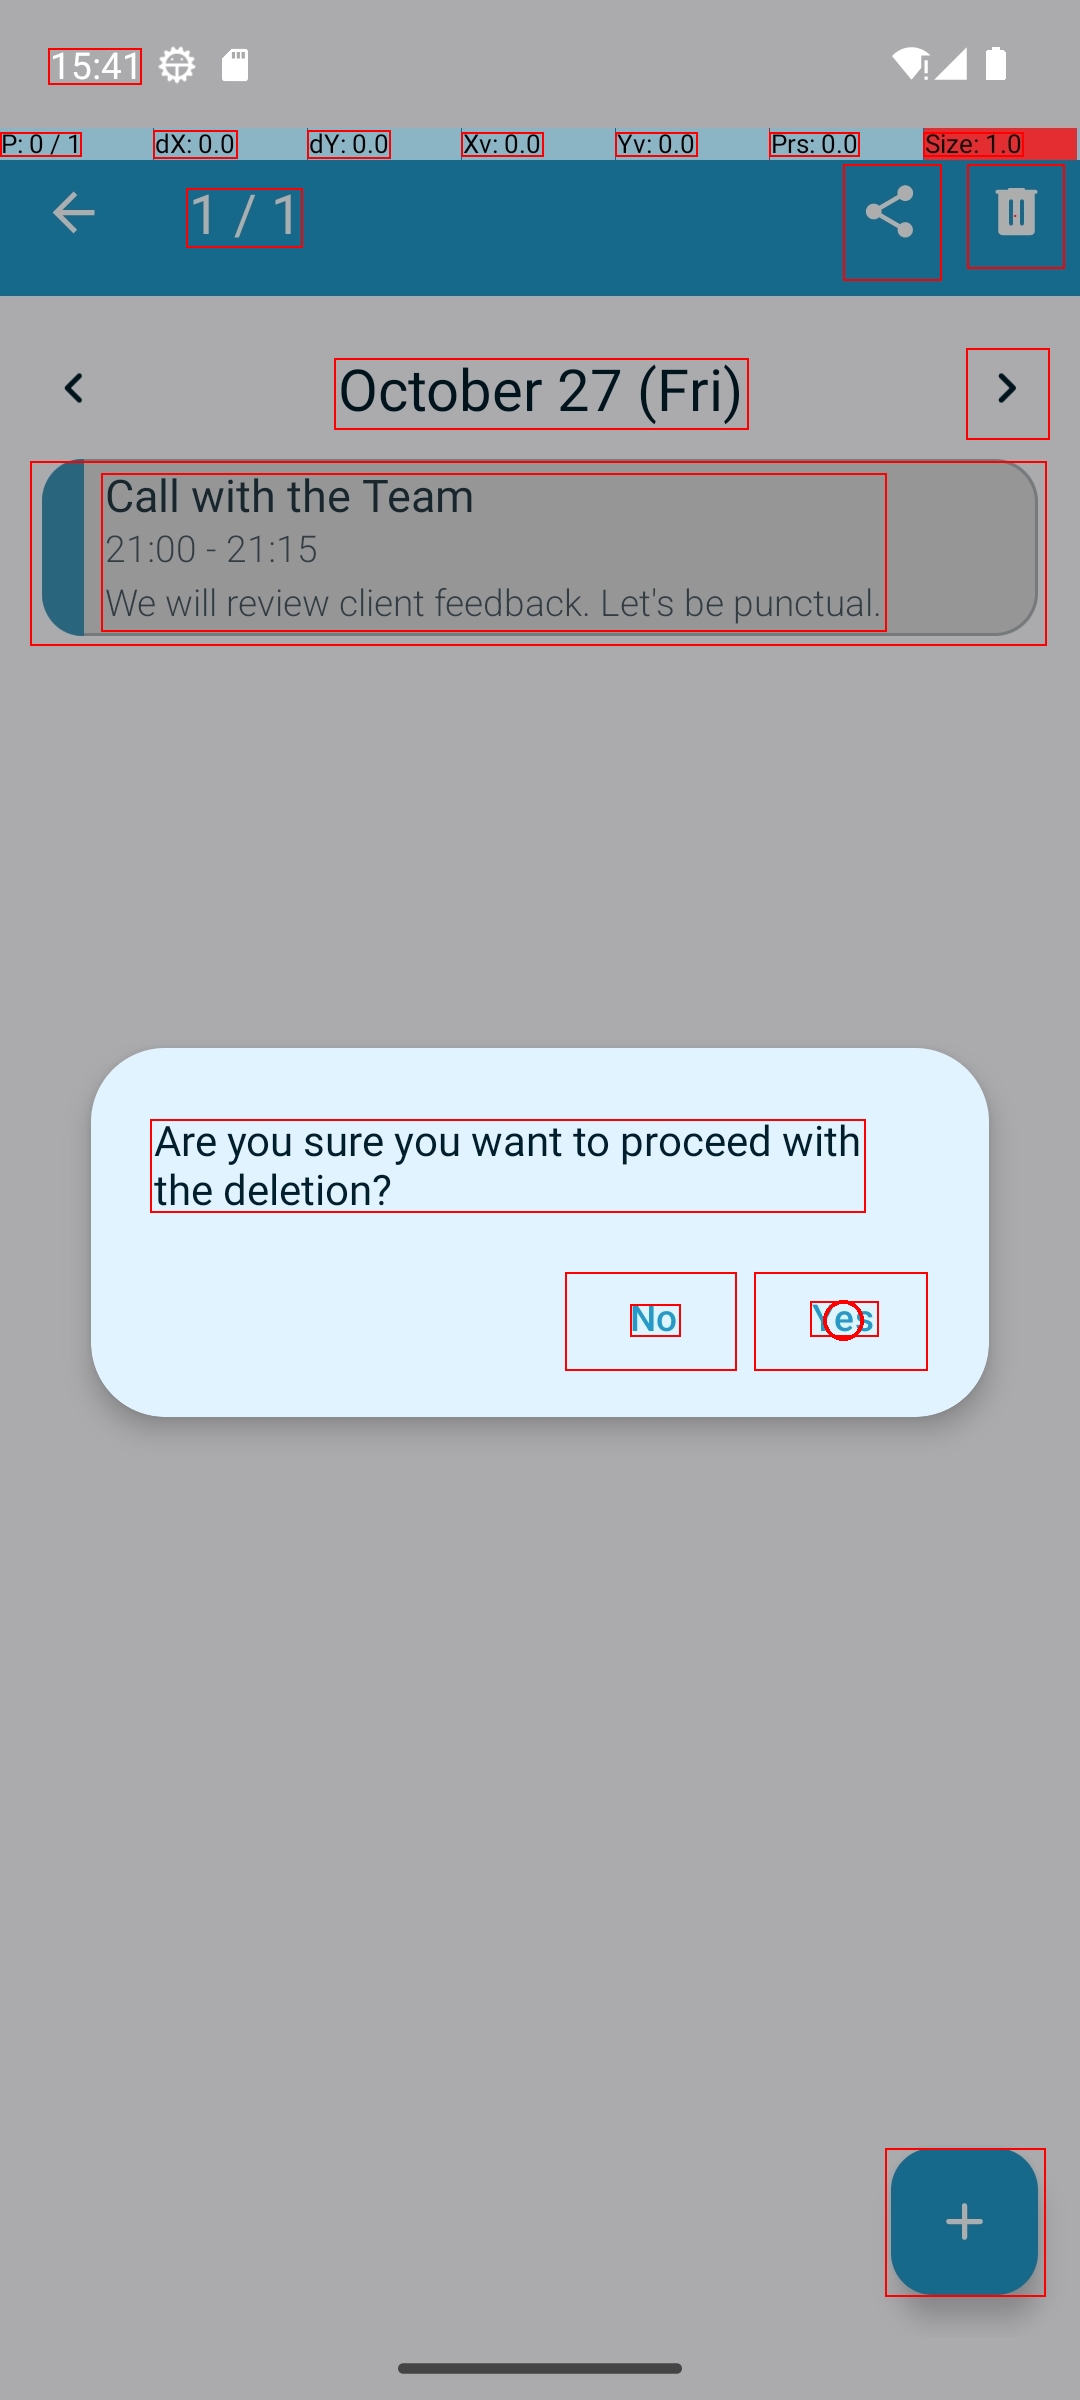 15:41
P: 0 / 1 dX: 0.0 dY: 0.0 Xv: 0.0 Yv: 0.0 Prs: 0.0 Size: 1.0
1 / 1
October 27 (Fri)
Call with the Team
21:00 - 21:15
We will review client feedback. Let's be punctual.
Are you sure you want to proceed with
the deletion?
No Yes